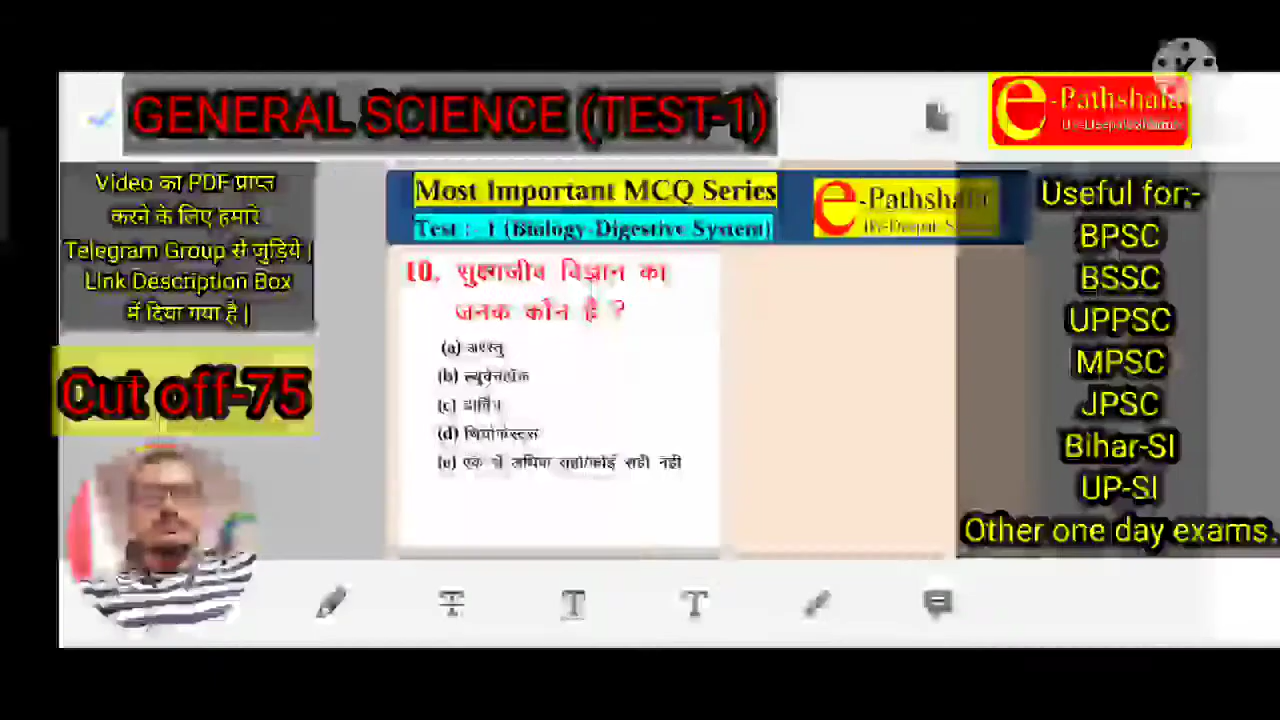 GENERAL SCIENCE (TEST-1)
e-Pathshala
Video का PDF प्राप्त
करने के लिए हमारे
Telegram Group से जुड़िये |
Link Description Box
में दिया गया है |
Cut off-75
Most Important MCQ Series
Test : - 1 (Biology-Digestive System)
e-Pathshala
10. सुक्ष्मजीव विज्ञान का
जनक कौन है ?
(a) अरस्तु
(b) ल्यूवेनहॉक
(c) डार्विन
(d)
(e) एक से अधिक सही/कोई सही नहीं
Useful for:-
BPSC
BSSC
UPPSC
MPSC
JPSC
Bihar-SI
UP-SI
Other one day exams.